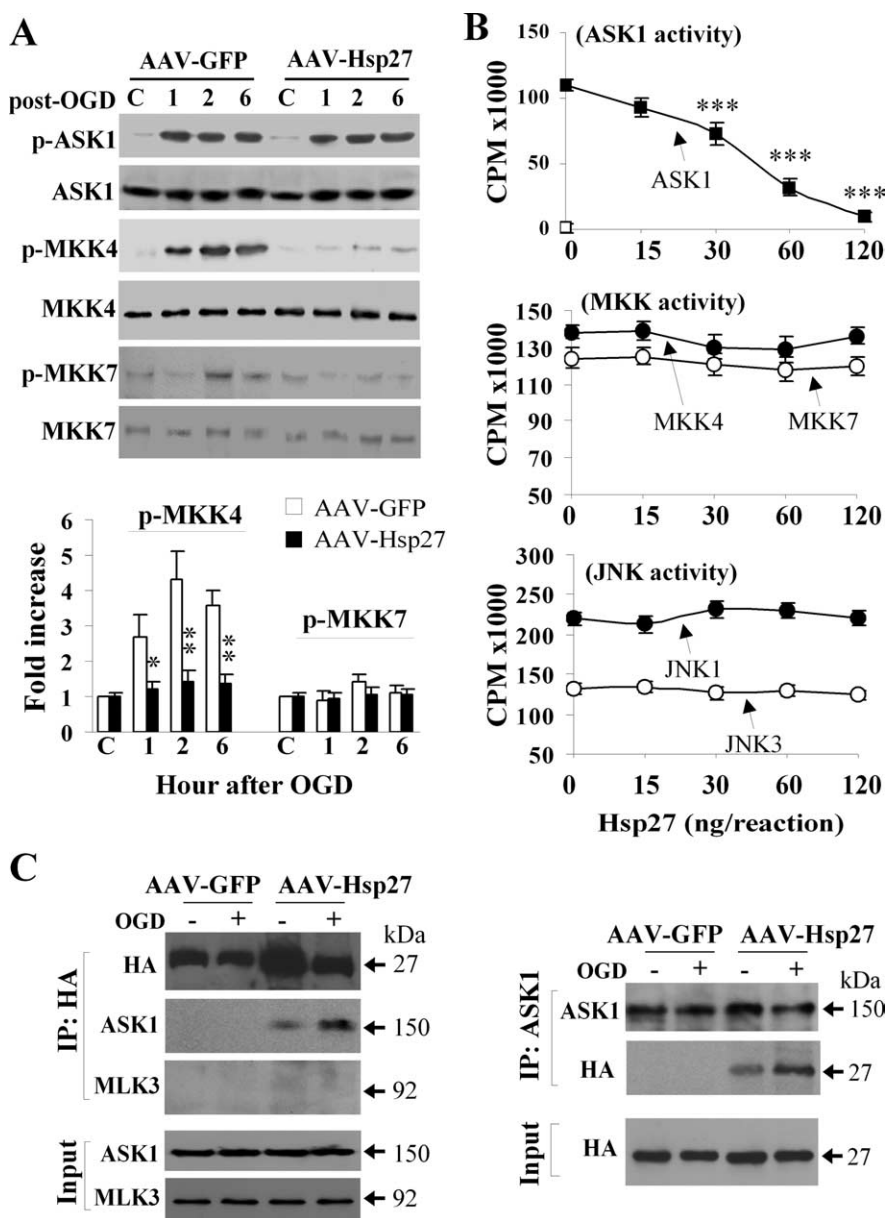 A
AAV-GFP AAV-Hsp27
post-OGD C 1 2 6 C 1 2 6
p-ASK1
ASK1
p-MKK4
MKK4
p-MKK7
MKK7
6
5
4
3
2
1
0
Fold increase
p-MKK4
AAV-GFP
AAV-Hsp27
p-MKK7
* ** **
C 1 2 6 C 1 2 6
Hour after OGD
B
(ASK1 activity)
150
100
50
0
CPM x1000
***
***
***
ASK1
0 15 30 60 120
(MKK activity)
150
130
110
90
70
50
CPM x1000
MKK4 MKK7
0 15 30 60 120
(JNK activity)
300
250
200
150
100
50
CPM x1000
JNK1
JNK3
0 15 30 60 120
Hsp27 (ng/reaction)
C
AAV-GFP AAV-Hsp27
OGD - + - + kDa
IP: HA
HA 27
ASK1 150
MLK3 92
Input
ASK1 150
MLK3 92
AAV-GFP AAV-Hsp27
OGD - + - + kDa
IP: ASK1
ASK1 150
HA 27
Input
HA 27